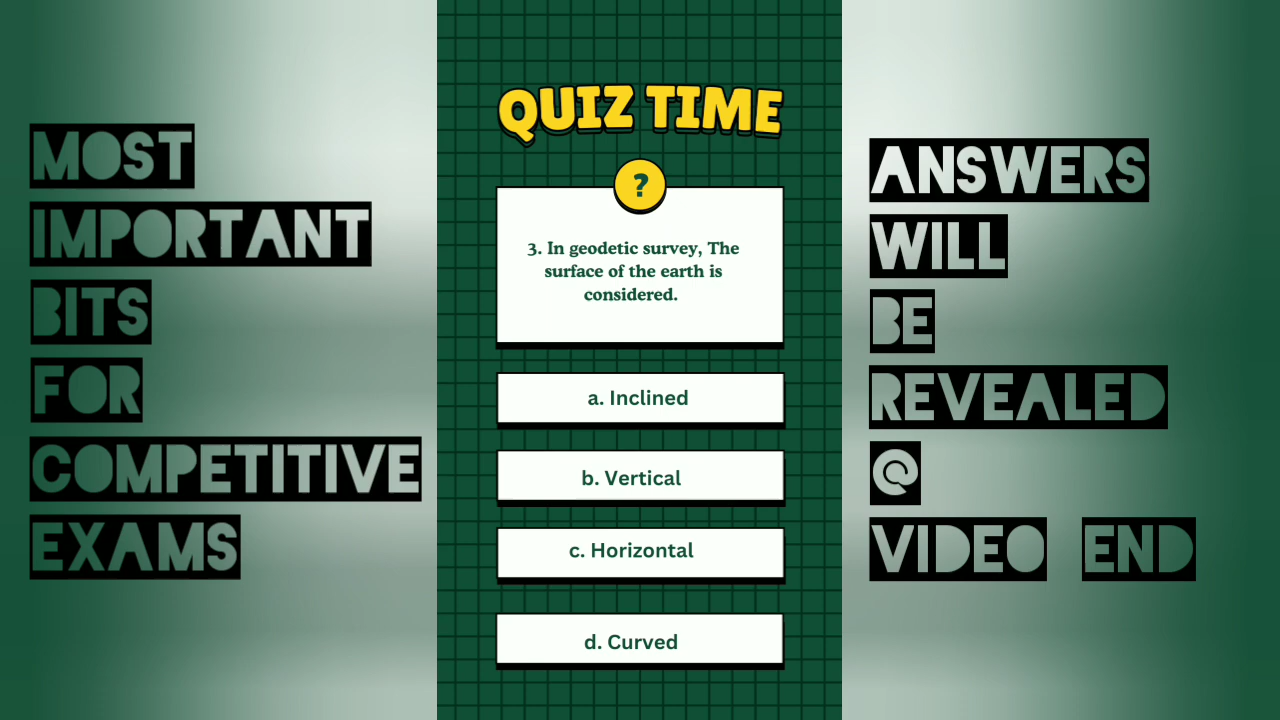 MOST
IMPORTANT
BITS
FOR
COMPETITIVE
EXAMS
QUIZ TIME
?
3. In geodetic survey, The
surface of the earth is
considered.
a. Inclined
b. Vertical
c. Horizontal
d. Curved
ANSWERS
WILL
BE
REVEALED
@
VIDEO END